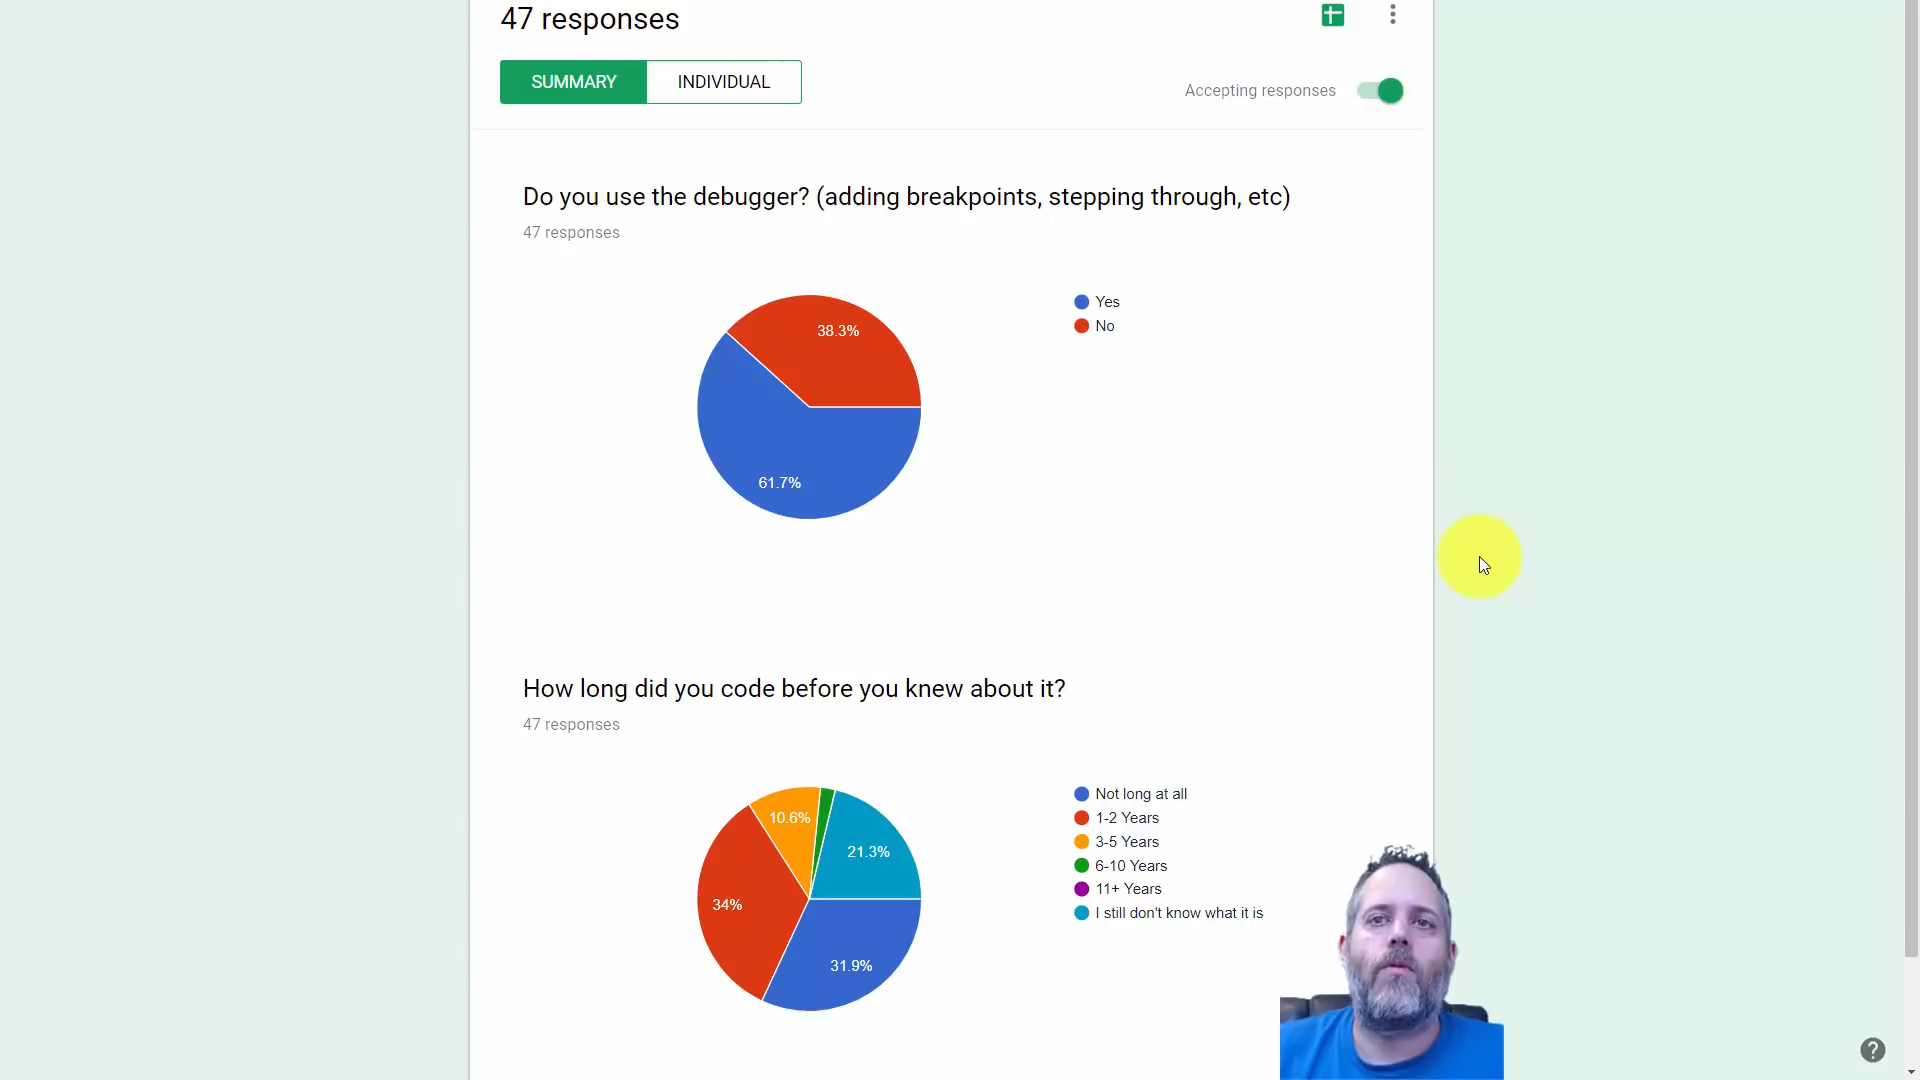 47 responses
SUMMARY
INDIVIDUAL
Accepting responses
Do you use the debugger? (adding breakpoints, stepping through, etc)
47 responses
38.3%
61.7%
Yes
No
How long did you code before you knew about it?
47 responses
10.6%
21.3%
34%
31.9%
Not long at all
1-2 Years
3-5 Years
6-10 Years
11+ Years
I still don't know what it is
?